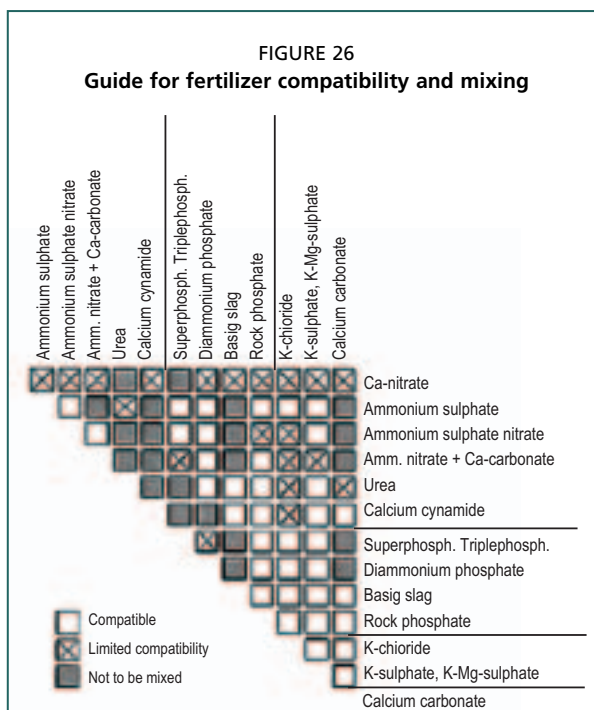 FIGURE 26
Guide for fertilizer compatibility and mixing
Ammonium sulphate
Ammonium sulphate nitrate
Amm. nitrate + Ca-carbonate
Urea
Calcium cynamide
Superphosph. Triplephosph.
Diammonium phosphate
Basig slag
Rock phosphate
K-chioride
K-sulphate, K-Mg-sulphate
Calcium carbonate
Ca-nitrate
Ammonium sulphate
Ammonium sulphate nitrate
Amm. nitrate + Ca-carbonate
Urea
Calcium cynamide
Superphosph. Triplephosph.
Diammonium phosphate
Basig slag
Rock phosphate
K-chioride
K-sulphate, K-Mg-sulphate
Calcium carbonate
Compatible
Limited compatibility
Not to be mixed